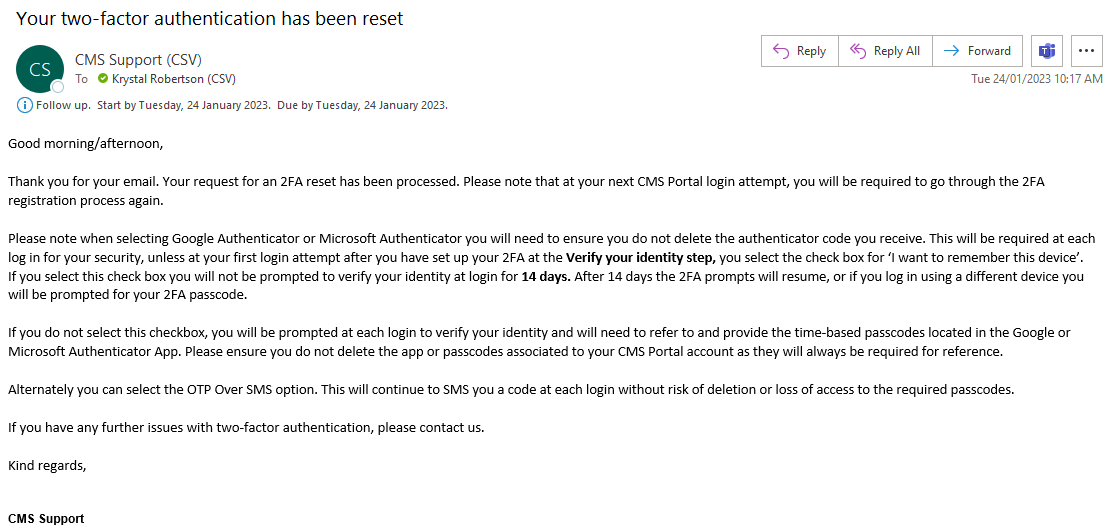 Your two-factor authentication has been reset
CS
CMS Support (CSV)
To Krystal Robertson (CSV)
Reply
Reply All
Forward
Tue 24/01/2023 10:17 AM
Follow up. Start by Tuesday, 24 January 2023. Due by Tuesday, 24 January 2023.
Good morning/afternoon,
Thank you for your email. Your request for an 2FA reset has been processed. Please note that at your next CMS Portal login attempt, you will be required to go through the 2FA
registration process again.
Please note when selecting Google Authenticator or Microsoft Authenticator you will need to ensure you do not delete the authenticator code you receive. This will be required at each
log in for your security, unless at your first login attempt after you have set up your 2FA at the Verify your identity step, you select the check box for ‘I want to remember this device’.
If you select this check box you will not be prompted to verify your identity at login for 14 days. After 14 days the 2FA prompts will resume, or if you log in using a different device you
will be prompted for your 2FA passcode.
If you do not select this checkbox, you will be prompted at each login to verify your identity and will need to refer to and provide the time-based passcodes located in the Google or
Microsoft Authenticator App. Please ensure you do not delete the app or passcodes associated to your CMS Portal account as they will always be required for reference.
Alternately you can select the OTP Over SMS option. This will continue to SMS you a code at each login without risk of deletion or loss of access to the required passcodes.
If you have any further issues with two-factor authentication, please contact us.
Kind regards,
CMS Support